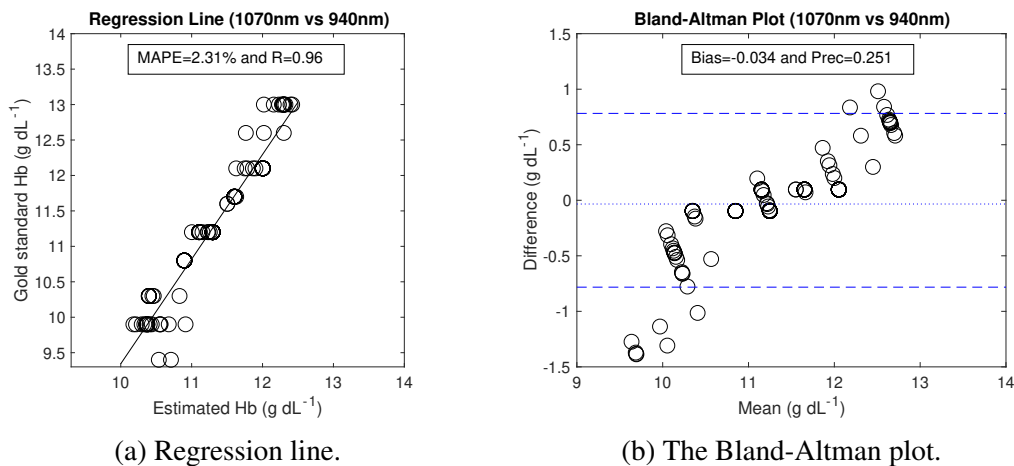 Regression Line (1070nm vs 940nm)
MAPE=2.31% and R=0.96
Gold standard Hb (g dL⁻¹)
14
13.5
13
12.5
12
11.5
11
10.5
10
9.5
10
11
12
13
14
Estimated Hb (g dL⁻¹)
(a) Regression line.
Bland-Altman Plot (1070nm vs 940nm)
Bias=-0.034 and Prec=0.251
Difference (g dL⁻¹)
1.5
1
0.5
0
-0.5
-1
-1.5
9
10
11
12
13
14
Mean (g dL⁻¹)
(b) The Bland-Altman plot.